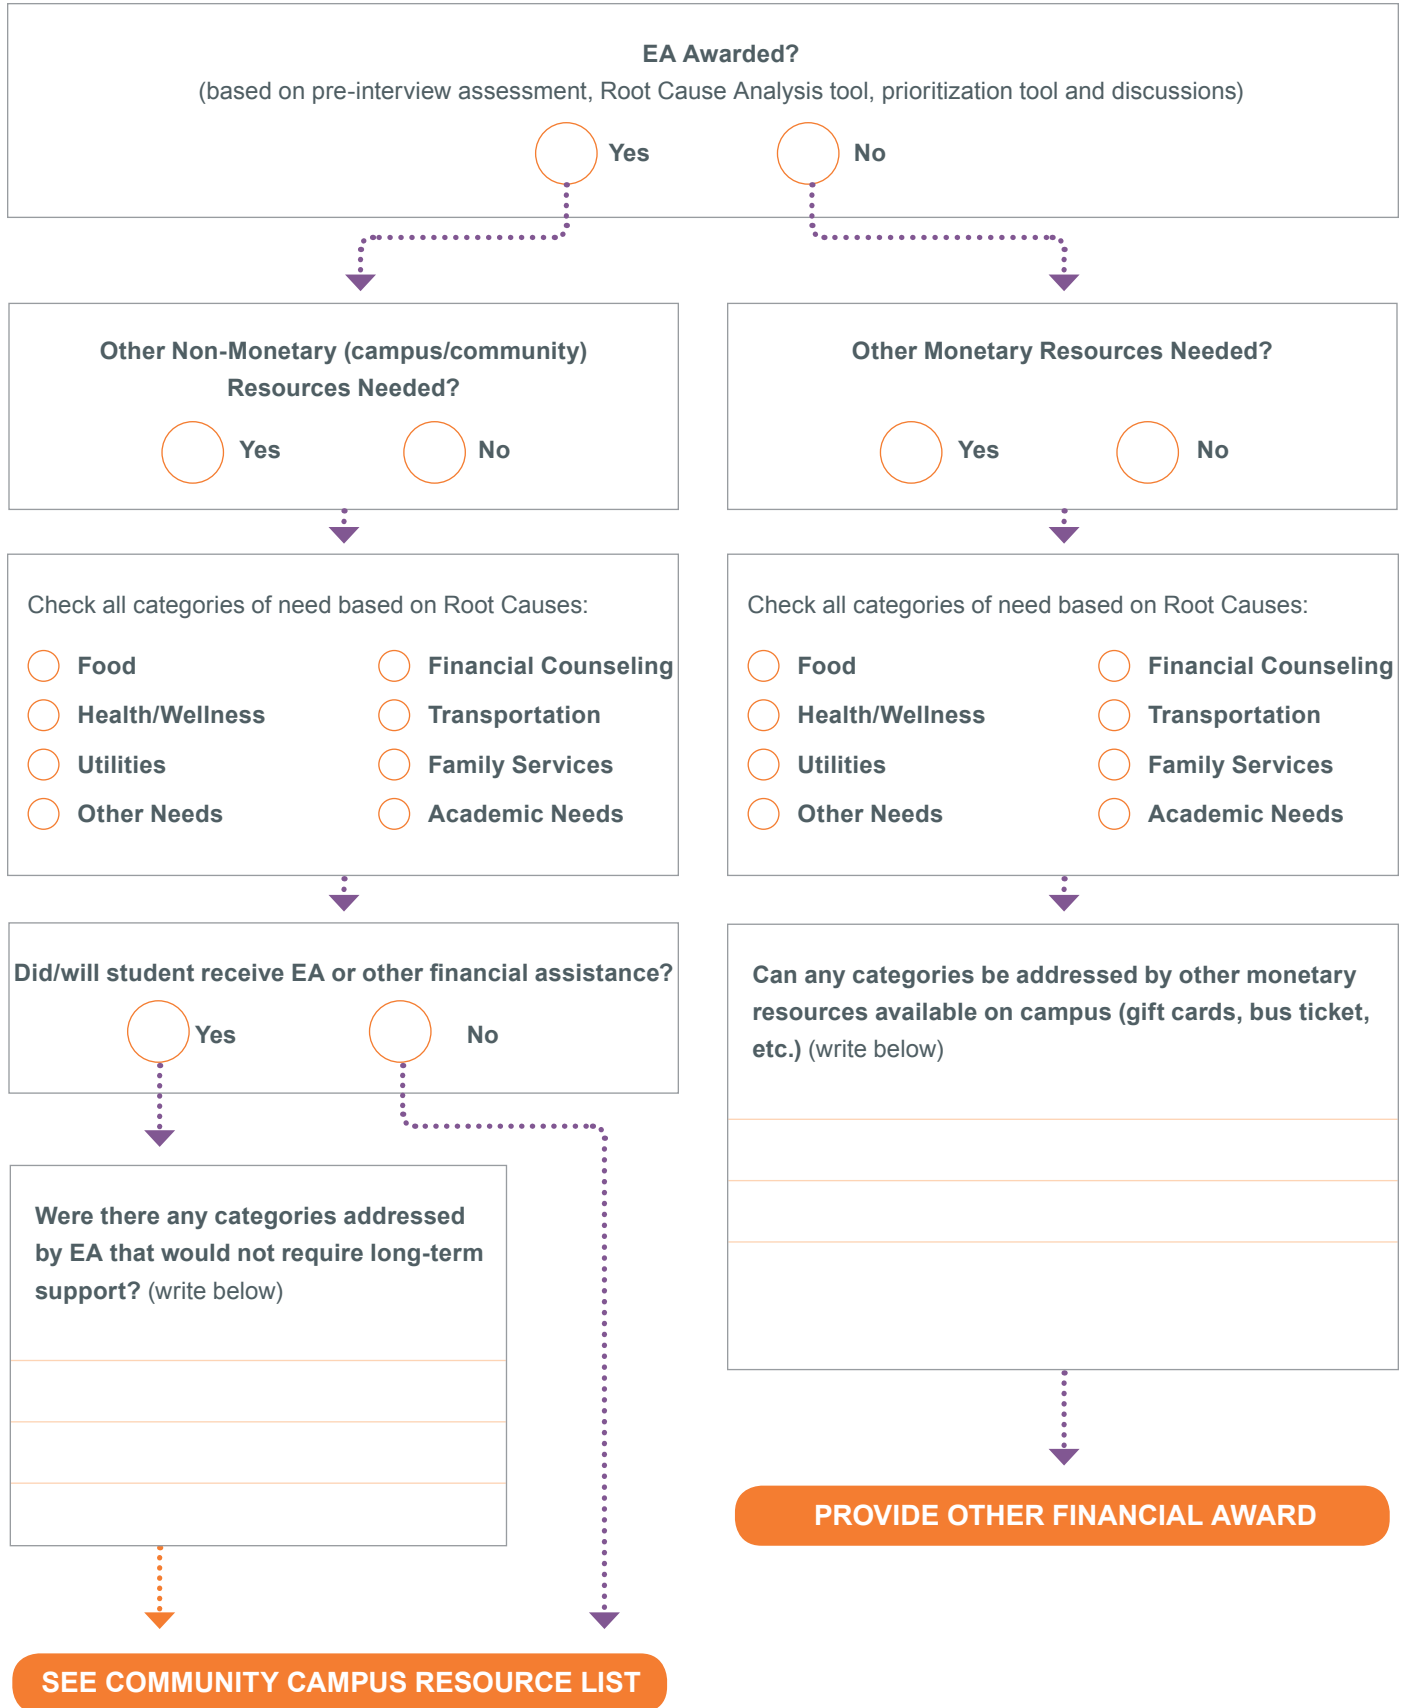 EA Awarded?
(based on pre-interview assessment, Root Cause Analysis tool, prioritization tool and discussions)
Yes
No
Other Non-Monetary (campus/community)
Resources Needed?
Yes
No
Check all categories of need based on Root Causes:
Food
Financial Counseling
Health/Wellness
Transportation
Utilities
Family Services
Other Needs
Academic Needs
Did/will student receive EA or other financial assistance?
Yes
No
Were there any categories addressed
by EA that would not require long-term
support? (write below)
SEE COMMUNITY CAMPUS RESOURCE LIST
Other Monetary Resources Needed?
Yes
No
Check all categories of need based on Root Causes:
Food
Financial Counseling
Health/Wellness
Transportation
Utilities
Family Services
Other Needs
Academic Needs
Can any categories be addressed by other monetary
resources available on campus (gift cards, bus ticket,
etc.) (write below)
PROVIDE OTHER FINANCIAL AWARD